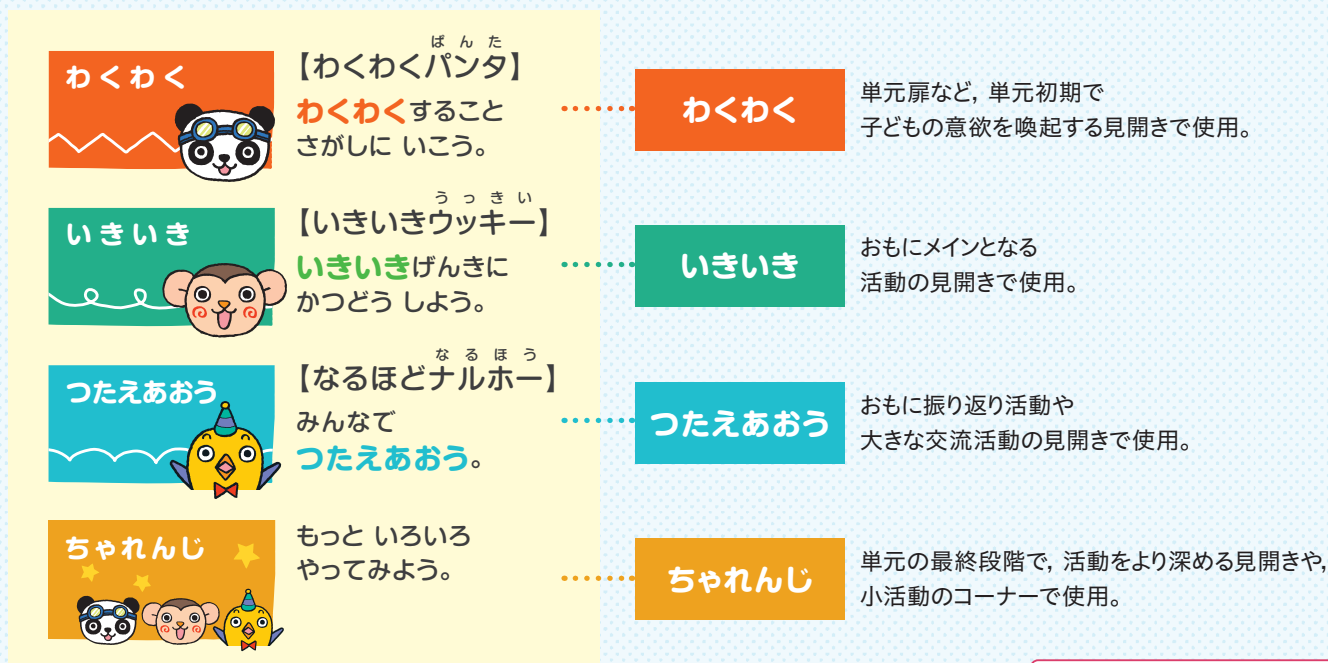 わくわく
ぱんた
【わくわくパンタ】
わくわくすること
さがしに いこう。
わくわく
単元扉など，単元初期で
子どもの意欲を喚起する見開きで使用。
いきいき
うっきい
【いきいきウッキー】
いきいきげんきに
かつどう しよう。
いきいき
おもにメインとなる
活動の見開きで使用。
つたえあおう
なるほう
【なるほどナルホー】
みんなで
つたえあおう。
つたえあおう
おもに振り返り活動や
大きな交流活動の見開きで使用。
ちゃれんじ
もっと いろいろ
やってみよう。
ちゃれんじ
単元の最終段階で，活動をより深める見開きや，
小活動のコーナーで使用。